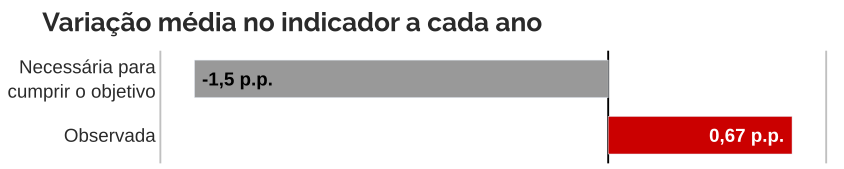 Variação média no indicador a cada ano
Necessária para
cumprir o objetivo
-1,5 p.p.
Observada
0,67 p.p.